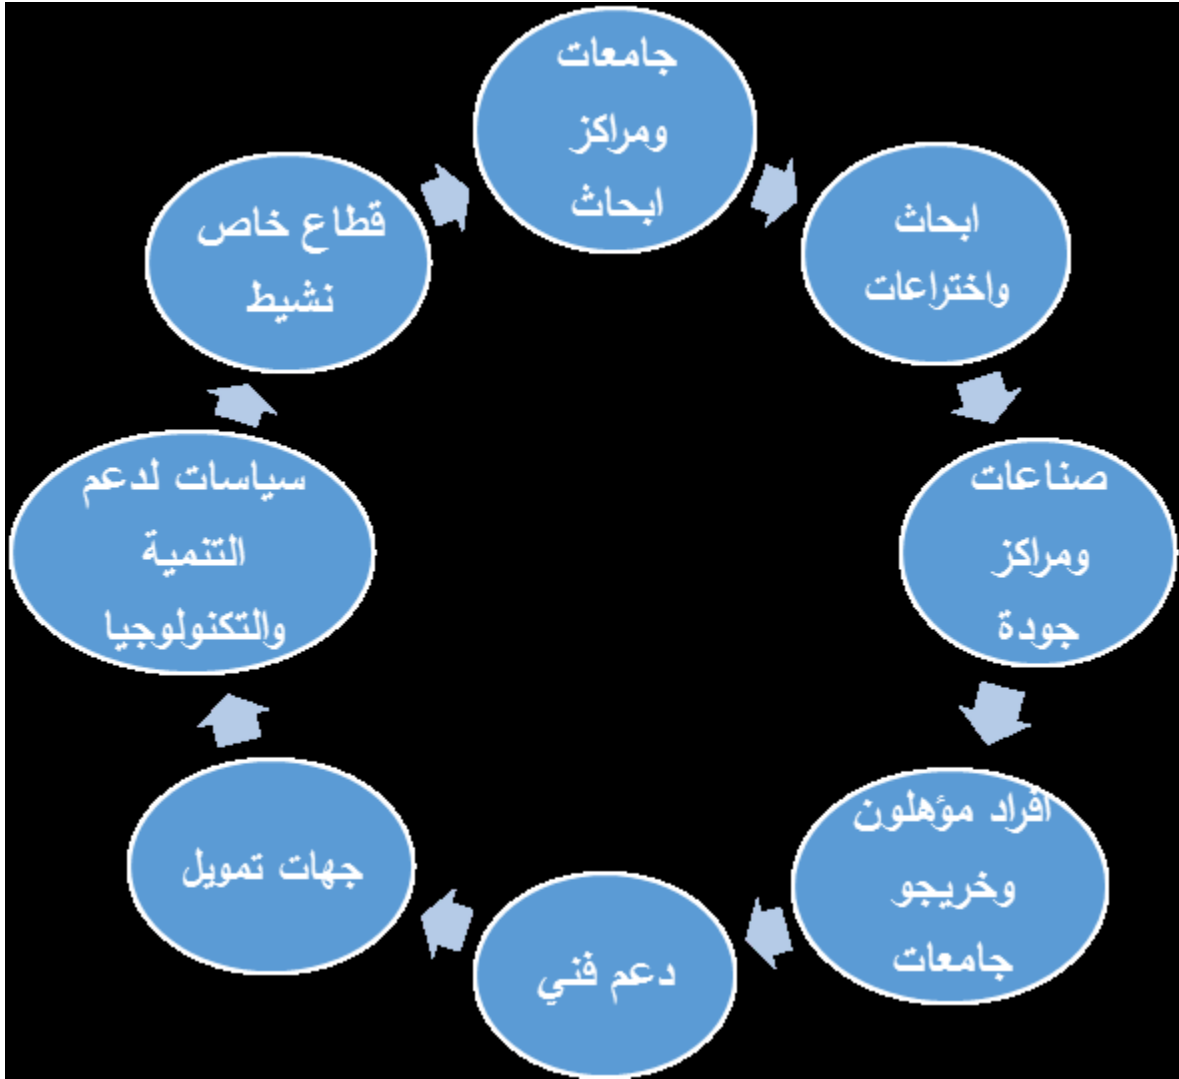 جامعات
ومراكز
ابحاث
ابحاث
واختراعات
صناعات
ومراكز
جودة
افراد مؤهلون
وخريجو
جامعات
دعم فني
جهات تمويل
سياسات لدعم
التنمية
والتكنولوجيا
قطاع خاص
نشيط